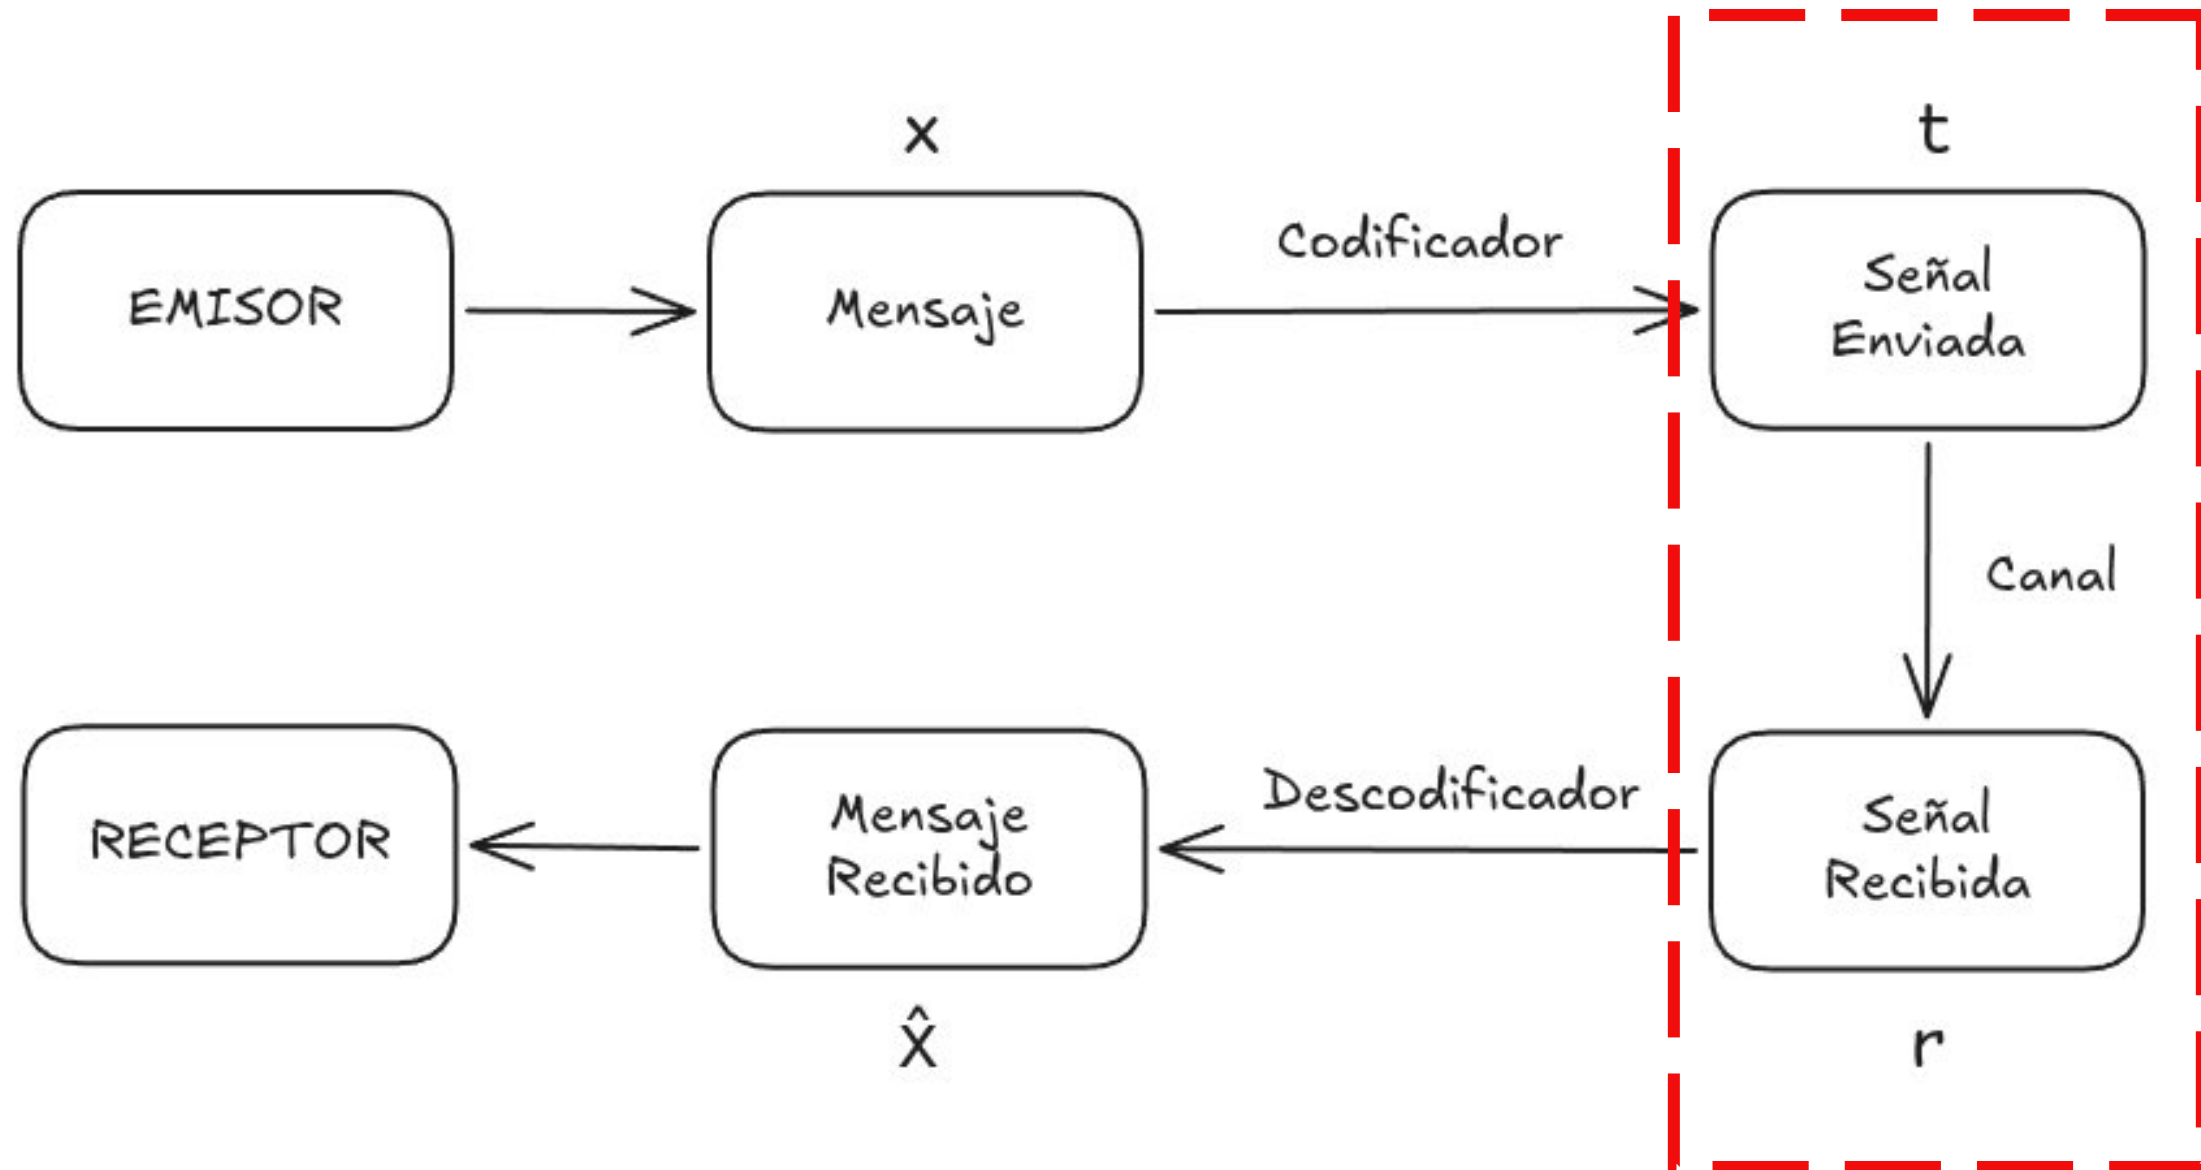 x
t
EMISOR
Mensaje
Codificador
Señal
Enviada
Canal
RECEPTOR
Mensaje
Recibido
Descodificador
Señal
Recibida
x̂
r